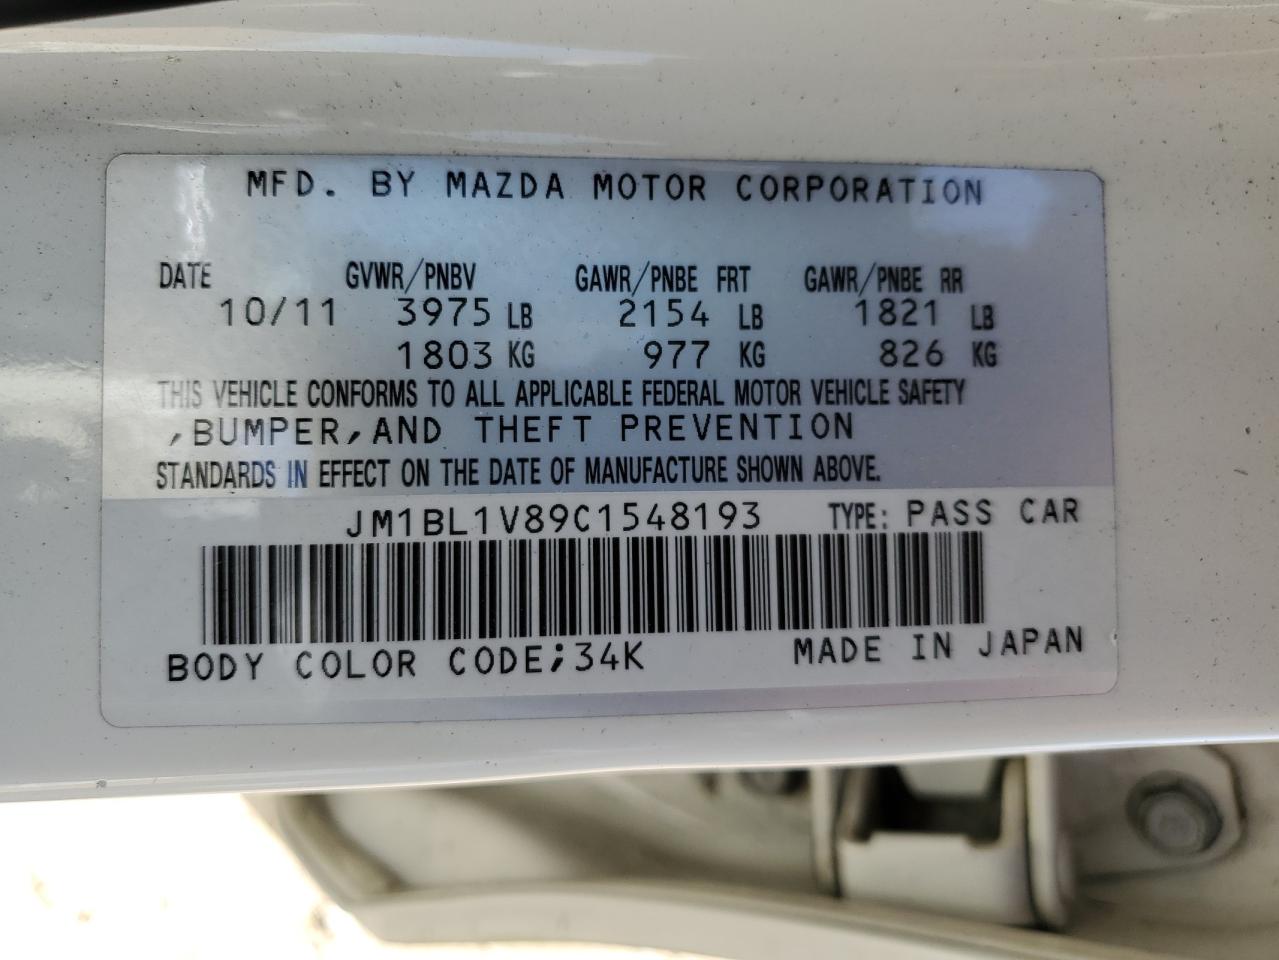 MFD. BY MAZDA MOTOR CORPORATION
DATE GVWR/PNBV GAWR/PNBE FRT GAWR/PNBE RR
10/11 3975 LB 2154 LB 1821 LB
1803 KG 977 KG 826 KG
THIS VEHICLE CONFORMS TO ALL APPLICABLE FEDERAL MOTOR VEHICLE SAFETY
,BUMPER,AND THEFT PREVENTION
STANDARDS IN EFFECT ON THE DATE OF MANUFACTURE SHOWN ABOVE.
JM1BL1V89C1548193 TYPE: PASS CAR
BODY COLOR CODE;34K MADE IN JAPAN